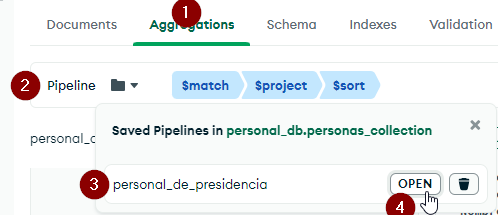 Documents Aggregations Schema Indexes Validation
1
2 Pipeline $match $project $sort
Saved Pipelines in personal_db.personas_collection
3 personal_de_presidencia OPEN
4